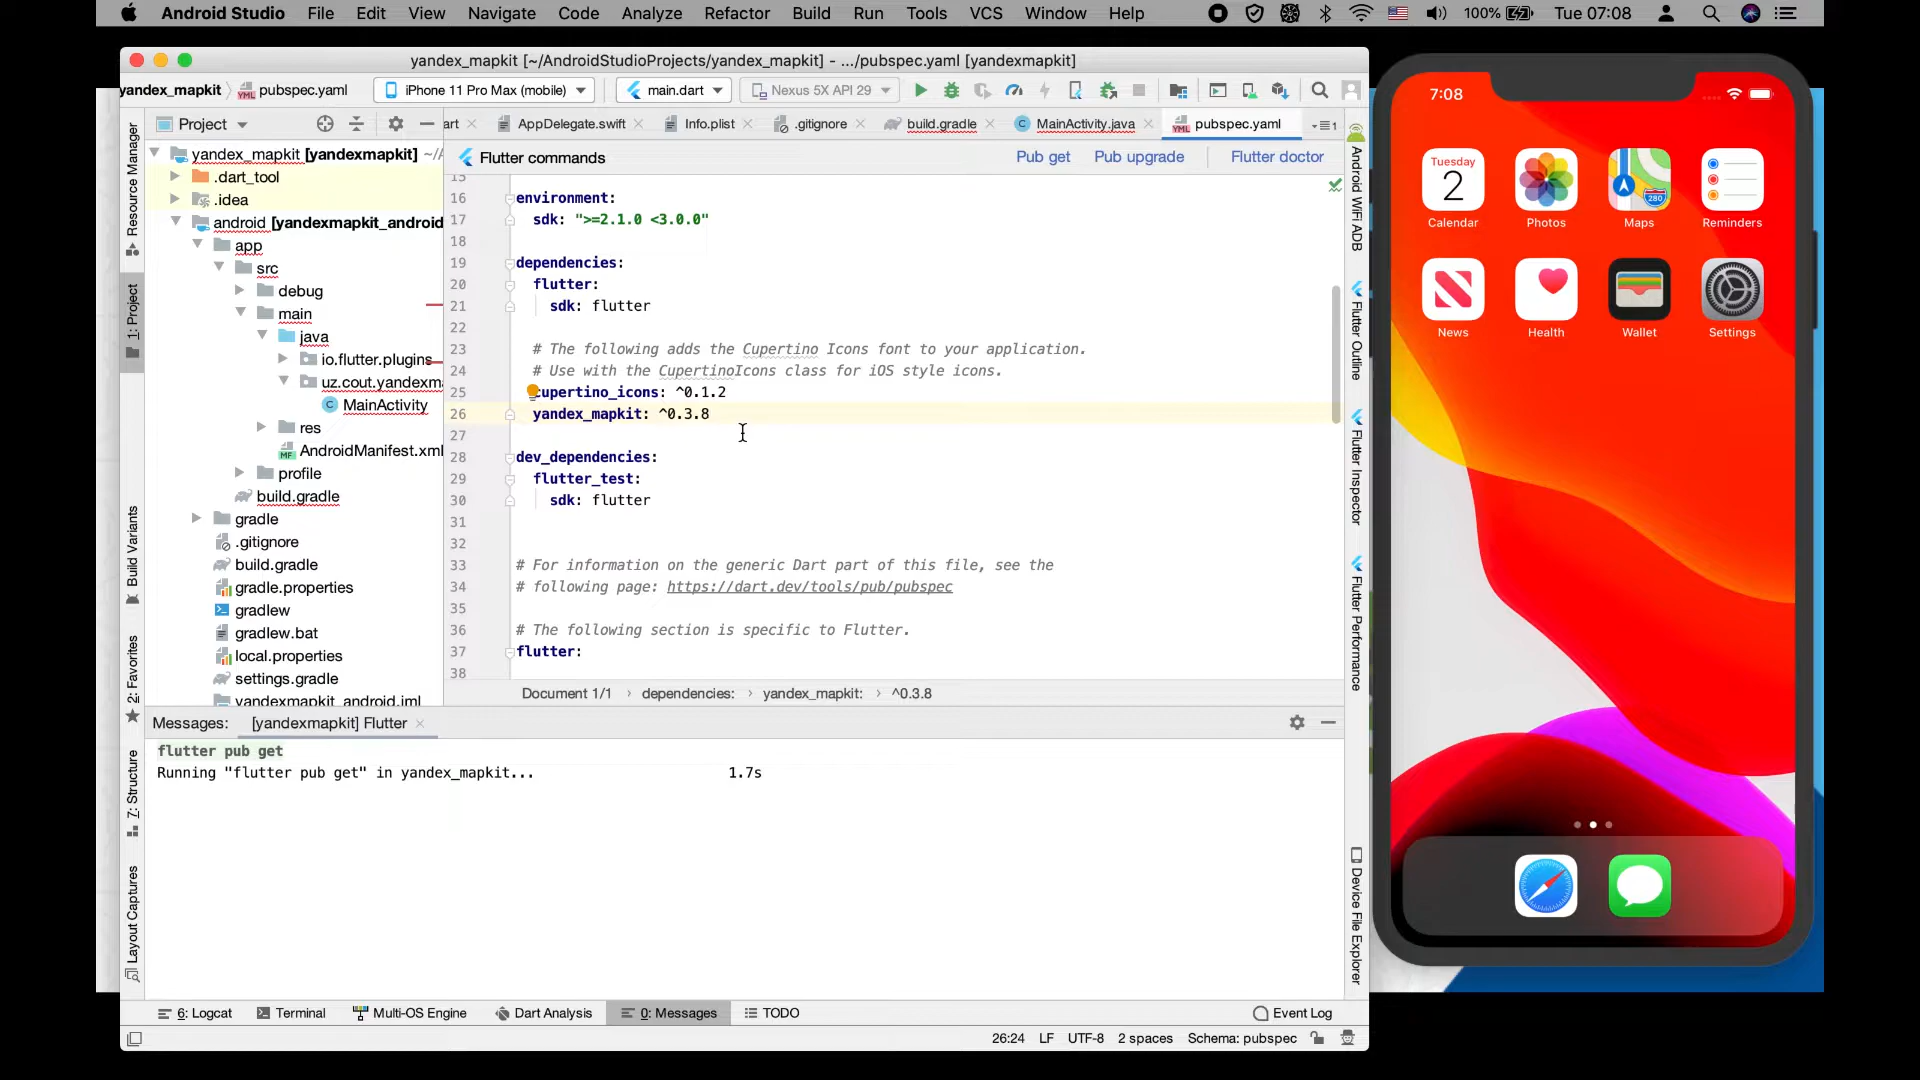 Android Studio File Edit View Navigate Code Analyze Refactor Build Run Tools VCS Window Help 100% Tue 07:08
yandex_mapkit [~/AndroidStudioProjects/yandex_mapkit] - .../pubspec.yaml [yandexmapkit]
yandex_mapkit pubspec.yaml iPhone 11 Pro Max (mobile) main.dart Nexus 5X API 29
Project art AppDelegate.swift Info.plist .gitignore build.gradle MainActivity.java pubspec.yaml 1
Flutter commands Pub get Pub upgrade Flutter doctor
Resource Manager
1: Project
Build Variants
2: Favorites
7: Structure
Layout Captures
yandex_mapkit [yandexmapkit] ~/A
.dart_tool
.idea
android [yandexmapkit_android
app
src
debug
main
java
io.flutter.plugins
uz.cout.yandexma
MainActivity
res
AndroidManifest.xml
profile
build.gradle
gradle
.gitignore
build.gradle
gradle.properties
gradlew
gradlew.bat
local.properties
settings.gradle
yandexmapkit_android.iml
15
16 environment:
17 sdk: ">=2.1.0 <3.0.0"
18
19 dependencies:
20 flutter:
21 sdk: flutter
22
23 # The following adds the Cupertino Icons font to your application.
24 # Use with the CupertinoIcons class for iOS style icons.
25 cupertino_icons: ^0.1.2
26 yandex_mapkit: ^0.3.8
27
28 dev_dependencies:
29 flutter_test:
30 sdk: flutter
31
32
33 # For information on the generic Dart part of this file, see the
34 # following page: https://dart.dev/tools/pub/pubspec
35
36 # The following section is specific to Flutter.
37 flutter:
38
Document 1/1 › dependencies: › yandex_mapkit: › ^0.3.8
Android WiFi ADB
Flutter Outline
Flutter Inspector
Flutter Performance
Device File Explorer
Messages: [yandexmapkit] Flutter
flutter pub get
Running "flutter pub get" in yandex_mapkit... 1.7s
6: Logcat Terminal Multi-OS Engine Dart Analysis 0: Messages TODO Event Log
26:24 LF UTF-8 2 spaces Schema: pubspec
7:08
Tuesday
2
280
Calendar Photos Maps Reminders
News Health Wallet Settings